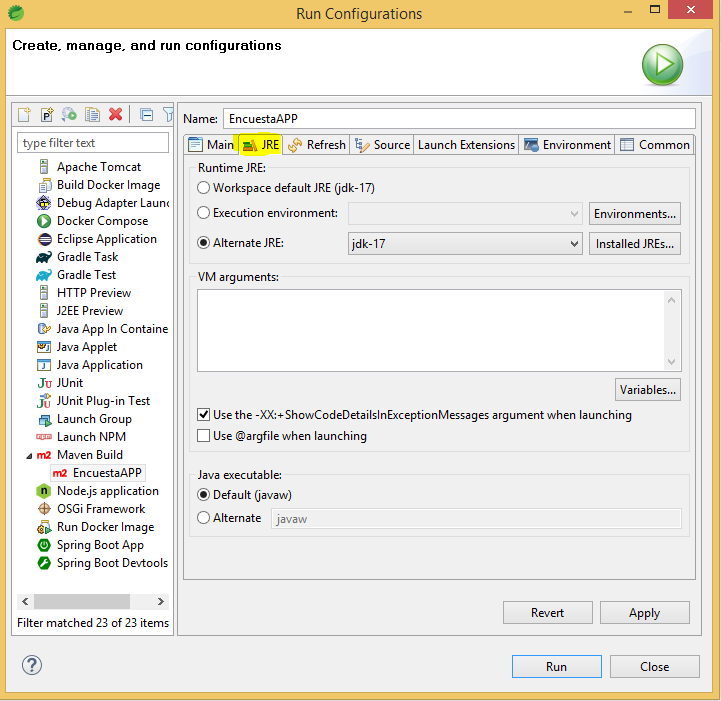 Run Configurations
Create, manage, and run configurations
type filter text
Apache Tomcat
Build Docker Image
Debug Adapter Laun
Docker Compose
Eclipse Application
Gradle Task
Gradle Test
HTTP Preview
J2EE Preview
Java App In Containe
Java Applet
Java Application
JUnit
JUnit Plug-in Test
Launch Group
Launch NPM
Maven Build
EncuestaAPP
Node.js application
OSGi Framework
Run Docker Image
Spring Boot App
Spring Boot Devtools
Filter matched 23 of 23 items
Name: EncuestaAPP
Main JRE Refresh Source Launch Extensions Environment Common
Runtime JRE:
Workspace default JRE (jdk-17)
Execution environment: Environments...
Alternate JRE: jdk-17 Installed JREs...
VM arguments:
Variables...
Use the -XX:+ShowCodeDetailsInExceptionMessages argument when launching
Use @argfile when launching
Java executable:
Default (javaw)
Alternate javaw
Revert Apply
Run Close